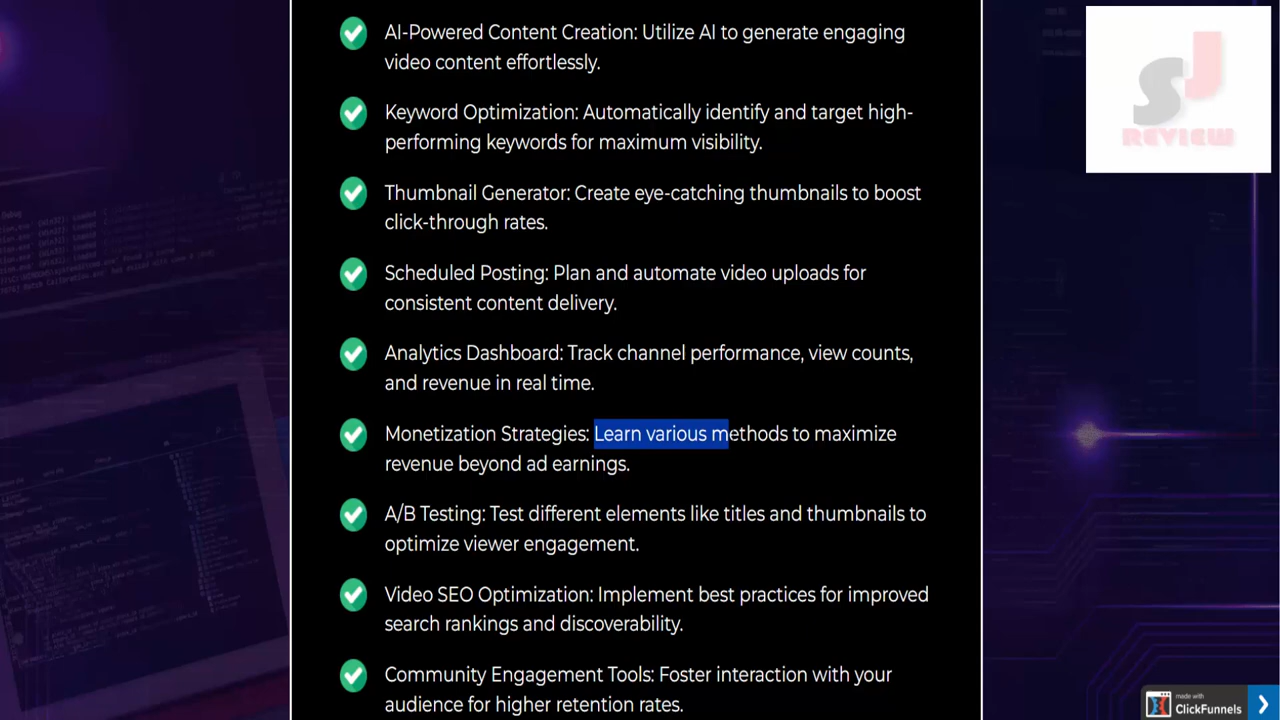 AI-Powered Content Creation: Utilize AI to generate engaging
video content effortlessly.
Keyword Optimization: Automatically identify and target high-
performing keywords for maximum visibility.
Thumbnail Generator: Create eye-catching thumbnails to boost
click-through rates.
Scheduled Posting: Plan and automate video uploads for
consistent content delivery.
Analytics Dashboard: Track channel performance, view counts,
and revenue in real time.
Monetization Strategies: Learn various methods to maximize
revenue beyond ad earnings.
A/B Testing: Test different elements like titles and thumbnails to
optimize viewer engagement.
Video SEO Optimization: Implement best practices for improved
search rankings and discoverability.
Community Engagement Tools: Foster interaction with your
audience for higher retention rates.
SJ
REVIEW
made with
ClickFunnels